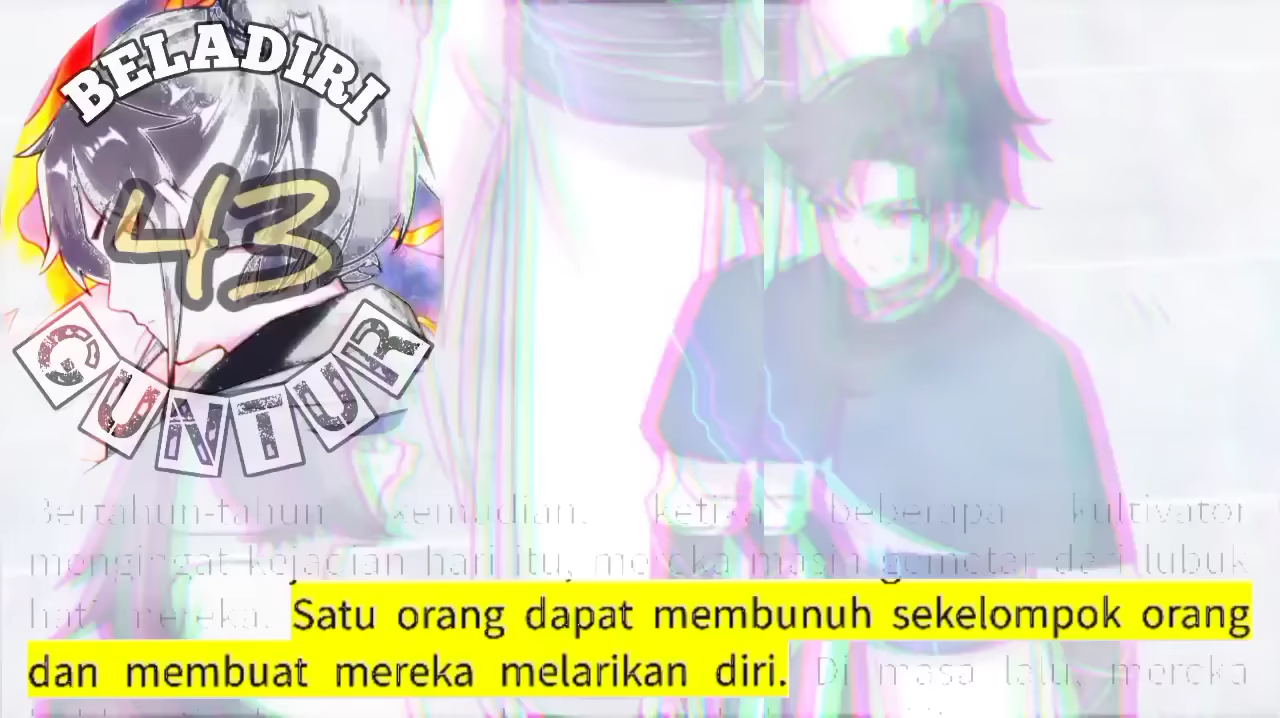 BELADIRI
43
GUNTUR
Bertahun-tahun kemudian, ketika beberapa kultivator
mengingat kejadian hari itu, mereka masih gemetar dari lubuk
hati mereka. Satu orang dapat membunuh sekelompok orang
dan membuat mereka melarikan diri. Di masa lalu, mereka